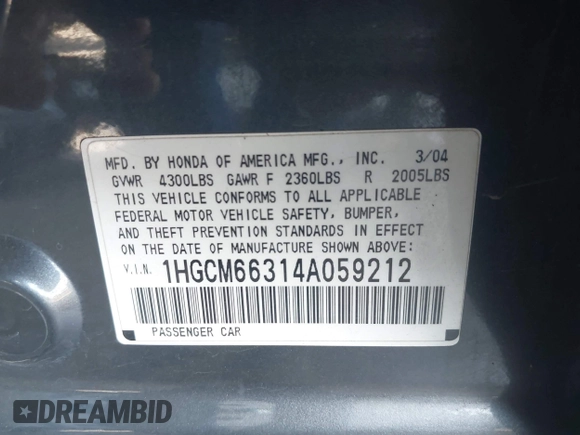 MFD. BY HONDA OF AMERICA MFG., INC. 3/04
GVWR 4300LBS GAWR F 2360LBS R 2005LBS
THIS VEHICLE CONFORMS TO ALL APPLICABLE
FEDERAL MOTOR VEHICLE SAFETY, BUMPER,
AND THEFT PREVENTION STANDARDS IN EFFECT
ON THE DATE OF MANUFACTURE SHOWN ABOVE:
V.I.N. 1HGCM66314A059212
PASSENGER CAR
DREAMBID